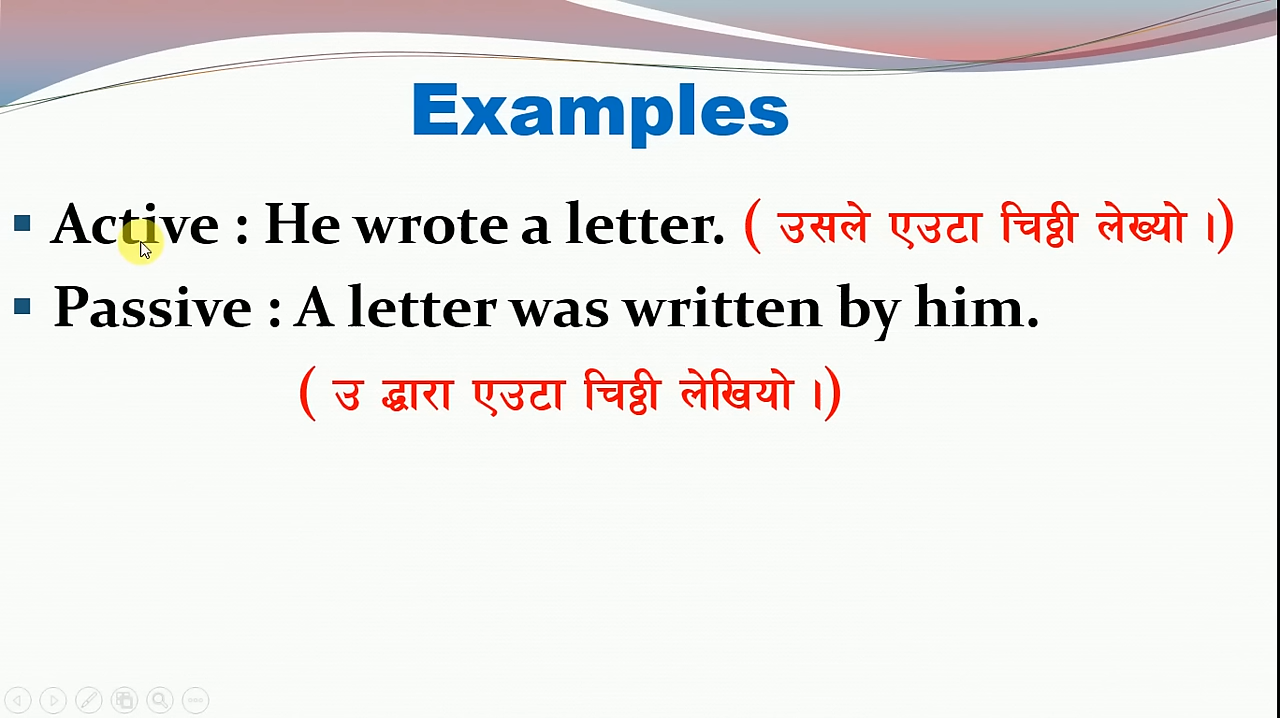 Examples
▪ Active : He wrote a letter. ( उसले एउटा चिठ्ठी लेख्यो ।)
▪ Passive : A letter was written by him.
( उ द्धारा एउटा चिठ्ठी लेखियो ।)